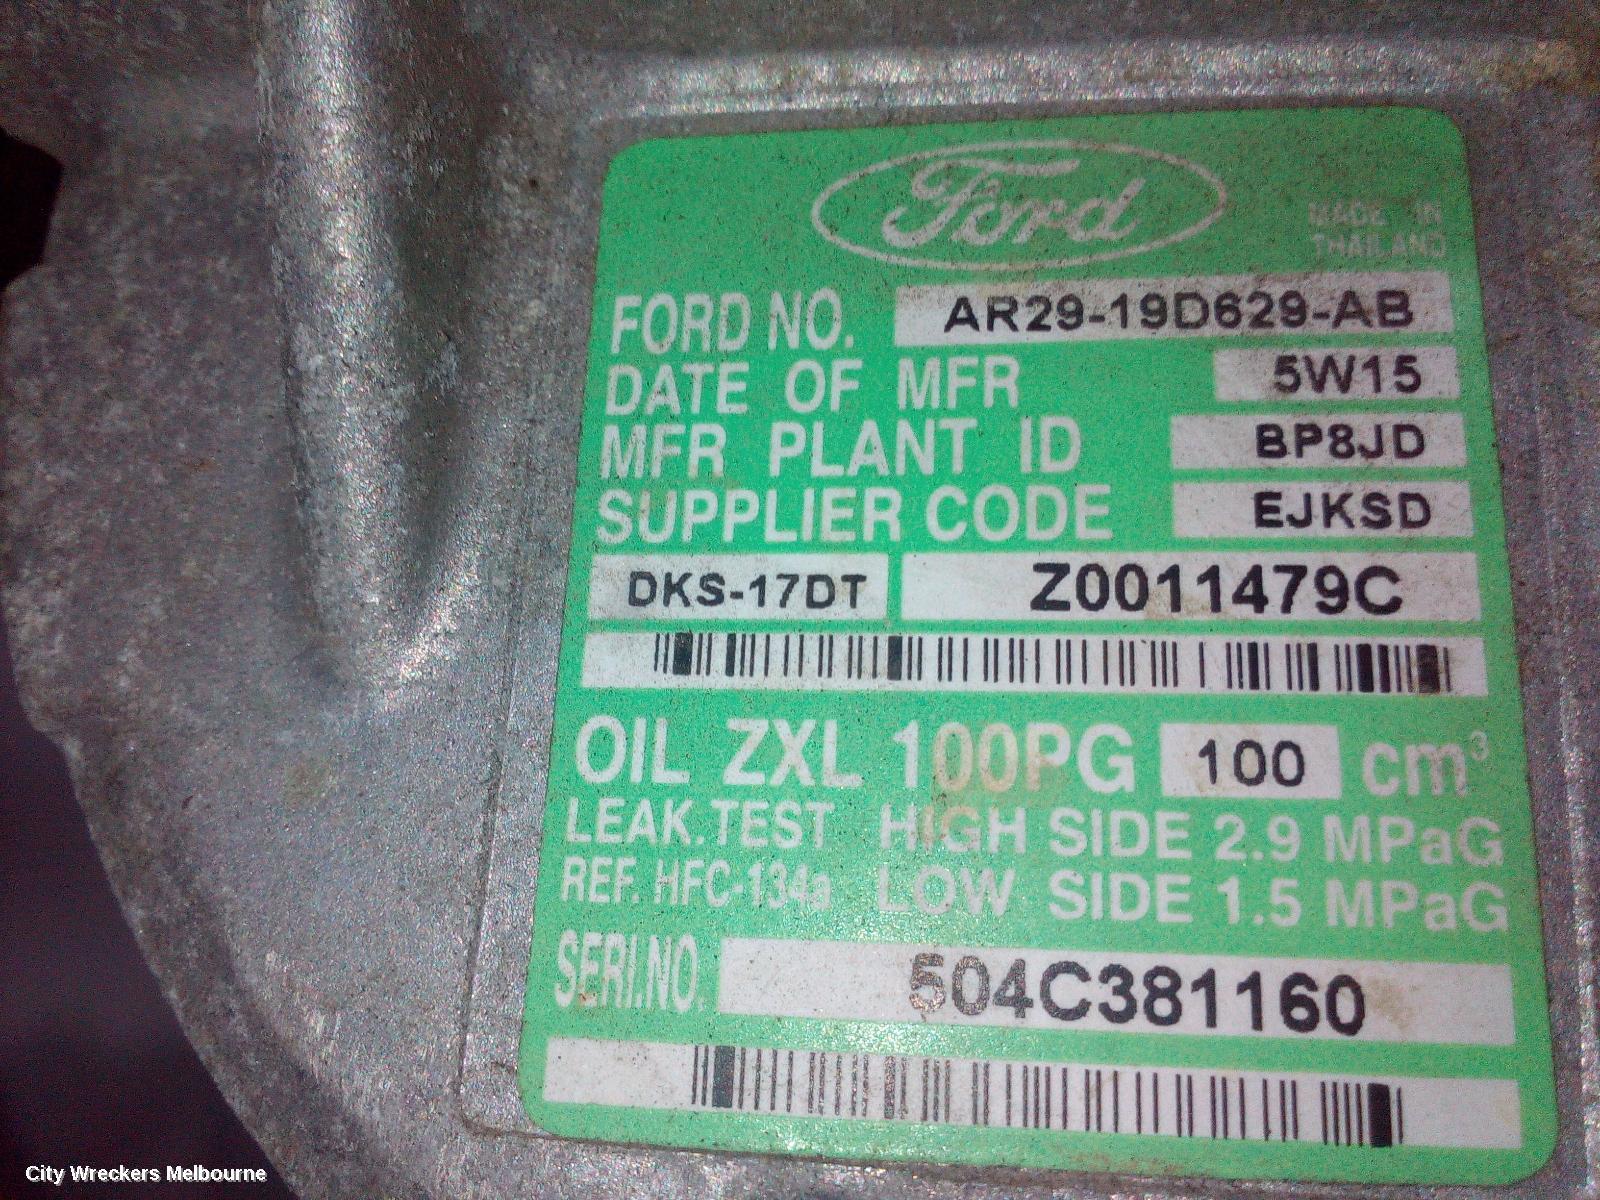 Ford
MADE IN
THAILAND
FORD NO. AR29-19D629-AB
DATE OF MFR 5W15
MFR PLANT ID BP8JD
SUPPLIER CODE EJKSD
DKS-17DT Z0011479C
OIL ZXL 100PG 100 cm³
LEAK.TEST HIGH SIDE 2.9 MPaG
REF. HFC-134a LOW SIDE 1.5 MPaG
SERI.NO. 504C381160
City Wreckers Melbourne